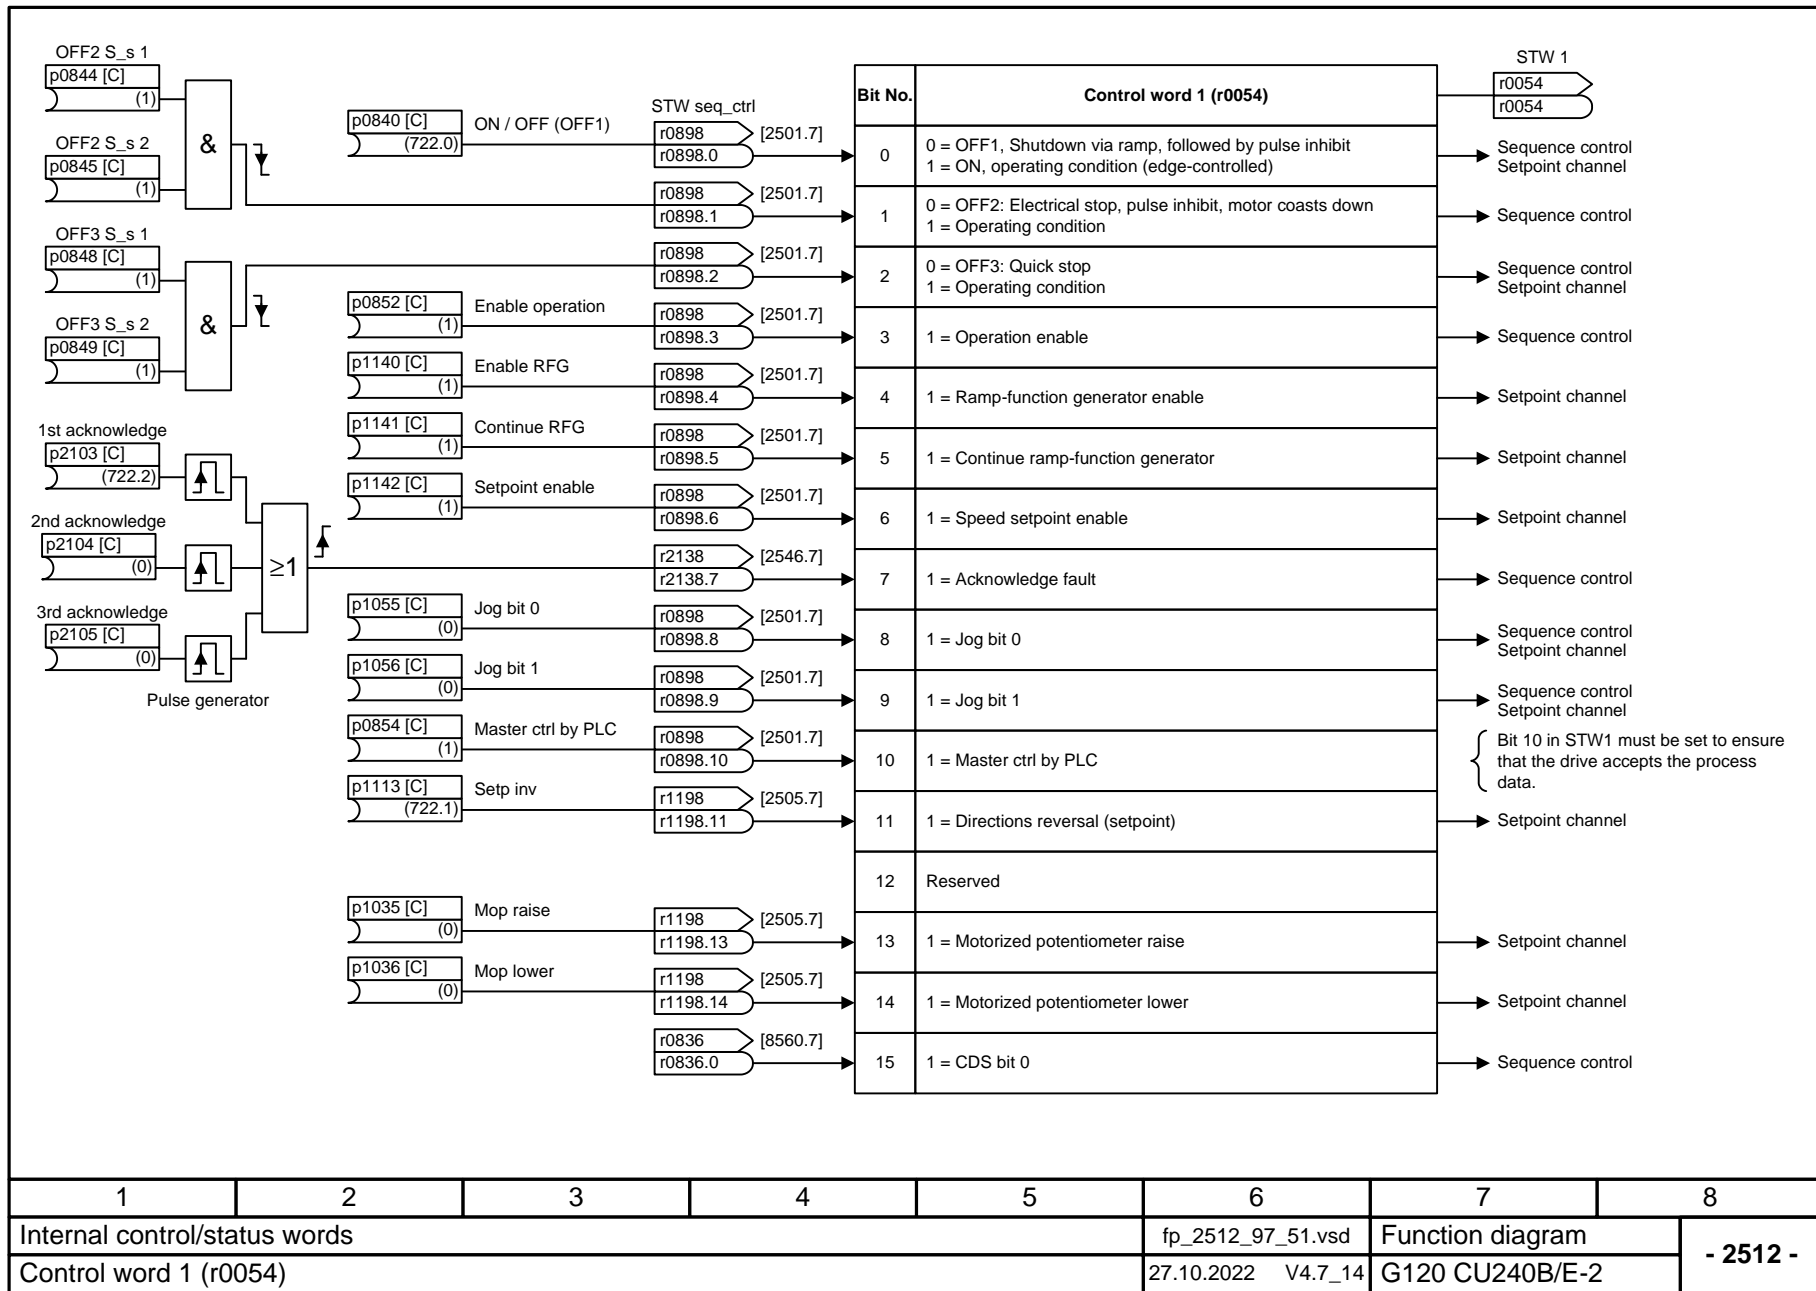 OFF2 S_s 1
p0844 [C]
(1)
OFF2 S_s 2
p0845 [C]
(1)
&
OFF3 S_s 1
p0848 [C]
(1)
OFF3 S_s 2
p0849 [C]
(1)
&
1st acknowledge
p2103 [C]
(722.2)
2nd acknowledge
p2104 [C]
(0)
3rd acknowledge
p2105 [C]
(0)
≥1
Pulse generator
p0840 [C]
(722.0)
ON / OFF (OFF1)
p0852 [C]
(1)
Enable operation
p1140 [C]
(1)
Enable RFG
p1141 [C]
(1)
Continue RFG
p1142 [C]
(1)
Setpoint enable
p1055 [C]
(0)
Jog bit 0
p1056 [C]
(0)
Jog bit 1
p0854 [C]
(1)
Master ctrl by PLC
p1113 [C]
(722.1)
Setp inv
p1035 [C]
(0)
Mop raise
p1036 [C]
(0)
Mop lower
STW seq_ctrl
r0898 [2501.7]
r0898.0
r0898 [2501.7]
r0898.1
r0898 [2501.7]
r0898.2
r0898 [2501.7]
r0898.3
r0898 [2501.7]
r0898.4
r0898 [2501.7]
r0898.5
r0898 [2501.7]
r0898.6
r2138 [2546.7]
r2138.7
r0898 [2501.7]
r0898.8
r0898 [2501.7]
r0898.9
r0898 [2501.7]
r0898.10
r1198 [2505.7]
r1198.11
r1198 [2505.7]
r1198.13
r1198 [2505.7]
r1198.14
r0836 [8560.7]
r0836.0
Bit No. Control word 1 (r0054)
0 0 = OFF1, Shutdown via ramp, followed by pulse inhibit
1 = ON, operating condition (edge-controlled)
1 0 = OFF2: Electrical stop, pulse inhibit, motor coasts down
1 = Operating condition
2 0 = OFF3: Quick stop
1 = Operating condition
3 1 = Operation enable
4 1 = Ramp-function generator enable
5 1 = Continue ramp-function generator
6 1 = Speed setpoint enable
7 1 = Acknowledge fault
8 1 = Jog bit 0
9 1 = Jog bit 1
10 1 = Master ctrl by PLC
11 1 = Directions reversal (setpoint)
12 Reserved
13 1 = Motorized potentiometer raise
14 1 = Motorized potentiometer lower
15 1 = CDS bit 0
STW 1
r0054
r0054
Sequence control
Setpoint channel
Sequence control
Sequence control
Setpoint channel
Sequence control
Setpoint channel
Setpoint channel
Setpoint channel
Sequence control
Sequence control
Setpoint channel
Sequence control
Setpoint channel
Bit 10 in STW1 must be set to ensure
that the drive accepts the process
data.
Setpoint channel
Setpoint channel
Setpoint channel
Sequence control
1 2 3 4 5 6 7 8
Internal control/status words fp_2512_97_51.vsd Function diagram
- 2512 -
Control word 1 (r0054) 27.10.2022 V4.7_14 G120 CU240B/E-2